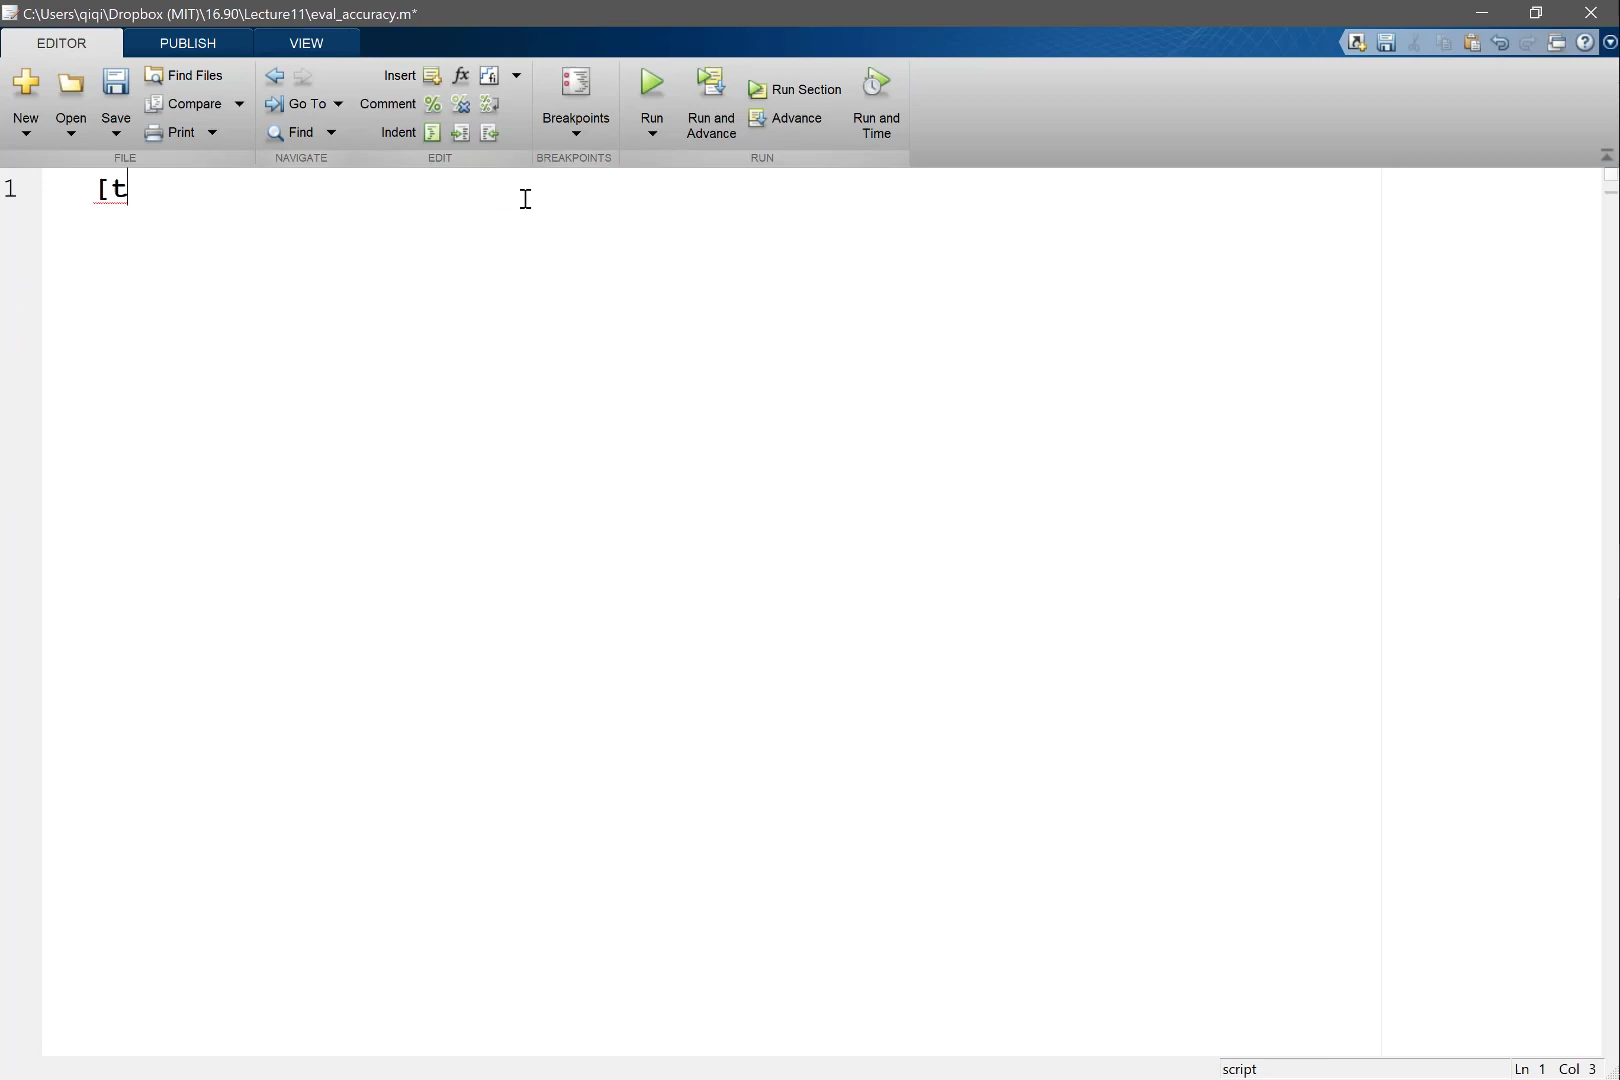 C:\Users\qiqi\Dropbox (MIT)\16.90\Lecture11\eval_accuracy.m*
EDITOR PUBLISH VIEW
New Open Save Find Files Compare Print
Go To Find
Insert fx fi
Comment % % %
Indent
Breakpoints
Run Run and Advance Run Section Advance Run and Time
FILE NAVIGATE EDIT BREAKPOINTS RUN
1 [t
script Ln 1 Col 3